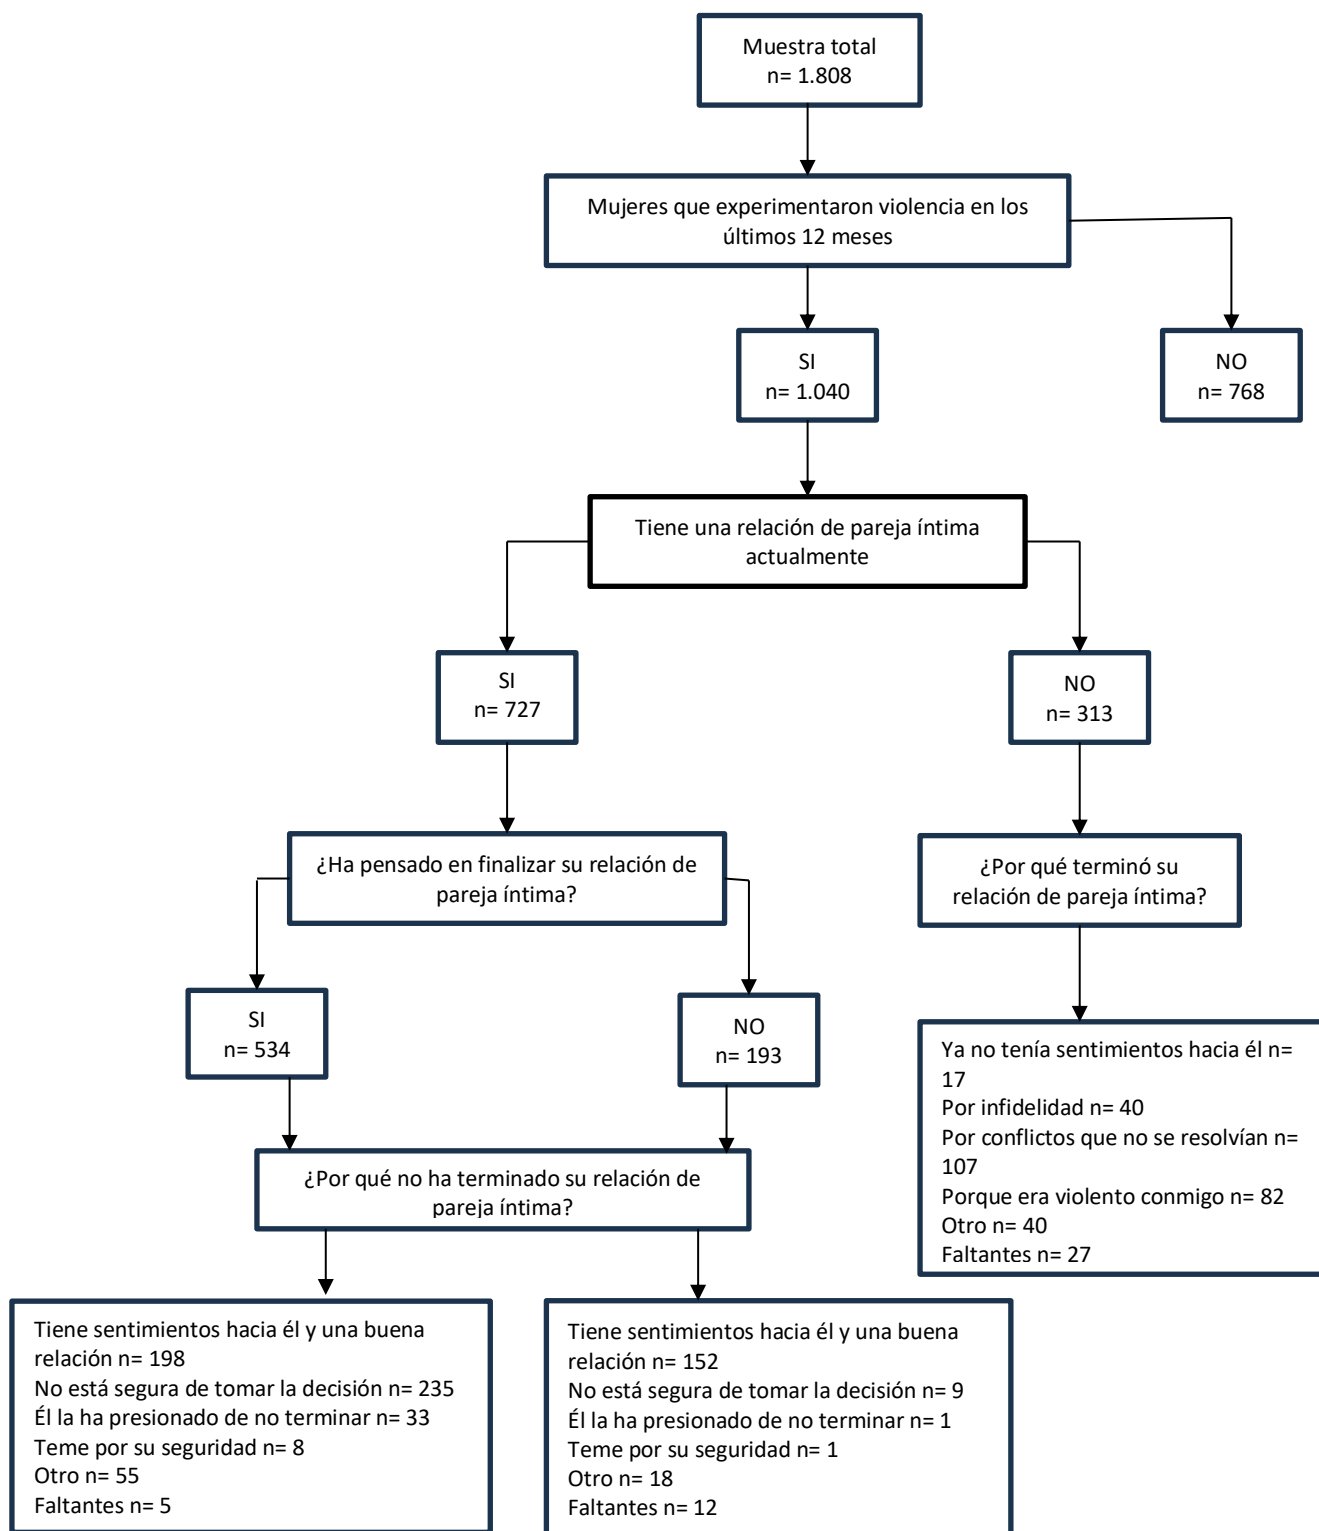 Muestra total
n= 1.808
Mujeres que experimentaron violencia en los
últimos 12 meses
SI
n= 1.040
NO
n= 768
Tiene una relación de pareja íntima
actualmente
SI
n= 727
NO
n= 313
¿Ha pensado en finalizar su relación de
pareja íntima?
¿Por qué terminó su
relación de pareja íntima?
SI
n= 534
NO
n= 193
Ya no tenía sentimientos hacia él n=
17
Por infidelidad n= 40
Por conflictos que no se resolvían n=
107
Porque era violento conmigo n= 82
Otro n= 40
Faltantes n= 27
¿Por qué no ha terminado su relación de
pareja íntima?
Tiene sentimientos hacia él y una buena
relación n= 198
No está segura de tomar la decisión n= 235
Él la ha presionado de no terminar n= 33
Teme por su seguridad n= 8
Otro n= 55
Faltantes n= 5
Tiene sentimientos hacia él y una buena
relación n= 152
No está segura de tomar la decisión n= 9
Él la ha presionado de no terminar n= 1
Teme por su seguridad n= 1
Otro n= 18
Faltantes n= 12